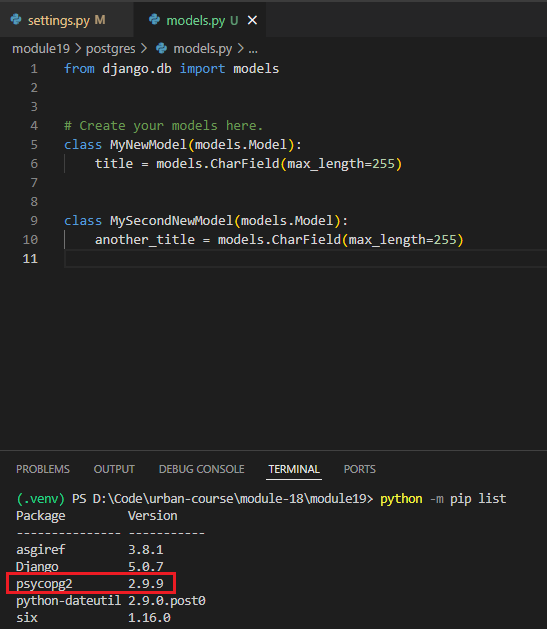 settings.py M models.py U
module19 > postgres > models.py > ...
1 from django.db import models
2
3
4 # Create your models here.
5 class MyNewModel(models.Model):
6 title = models.CharField(max_length=255)
7
8
9 class MySecondNewModel(models.Model):
10 another_title = models.CharField(max_length=255)
11
PROBLEMS OUTPUT DEBUG CONSOLE TERMINAL PORTS
(.venv) PS D:\Code\urban-course\module-18\module19> python -m pip list
Package Version
--------------- -----------
asgiref 3.8.1
Django 5.0.7
psycopg2 2.9.9
python-dateutil 2.9.0.post0
six 1.16.0